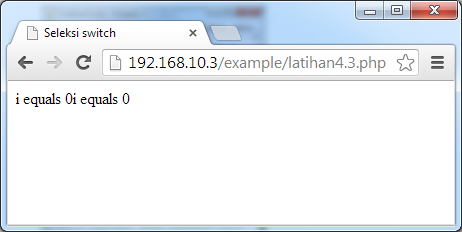 Seleksi switch
192.168.10.3/example/latihan4.3.php
i equals 0i equals 0